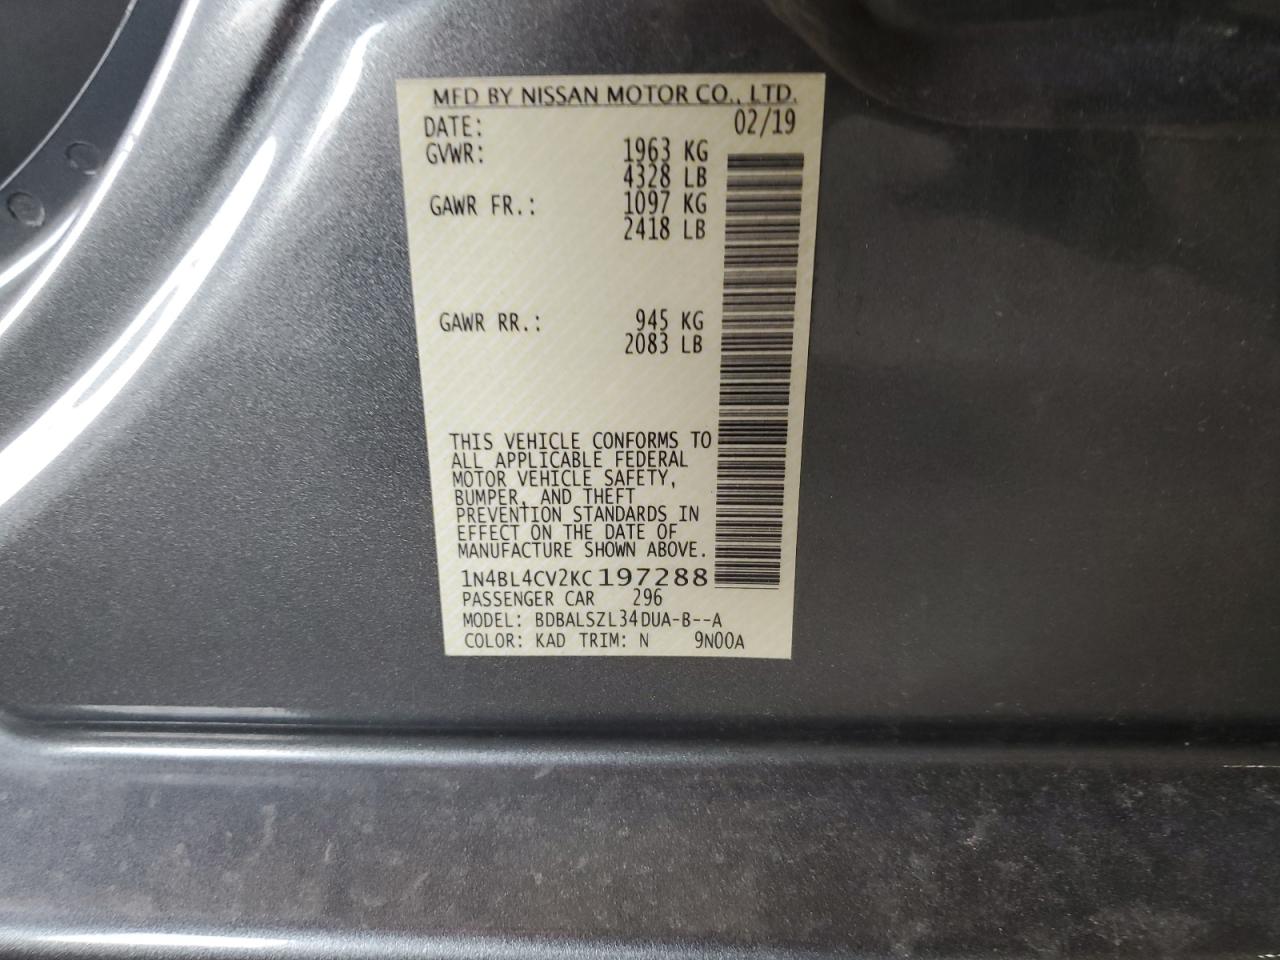 MFD BY NISSAN MOTOR CO., LTD.
DATE: 02/19
GVWR: 1963 KG
4328 LB
GAWR FR.: 1097 KG
2418 LB
GAWR RR.: 945 KG
2083 LB
THIS VEHICLE CONFORMS TO
ALL APPLICABLE FEDERAL
MOTOR VEHICLE SAFETY,
BUMPER, AND THEFT
PREVENTION STANDARDS IN
EFFECT ON THE DATE OF
MANUFACTURE SHOWN ABOVE.
1N4BL4CV2KC197288
PASSENGER CAR 296
MODEL: BDBALSZL34DUA-B--A
COLOR: KAD TRIM: N 9N00A